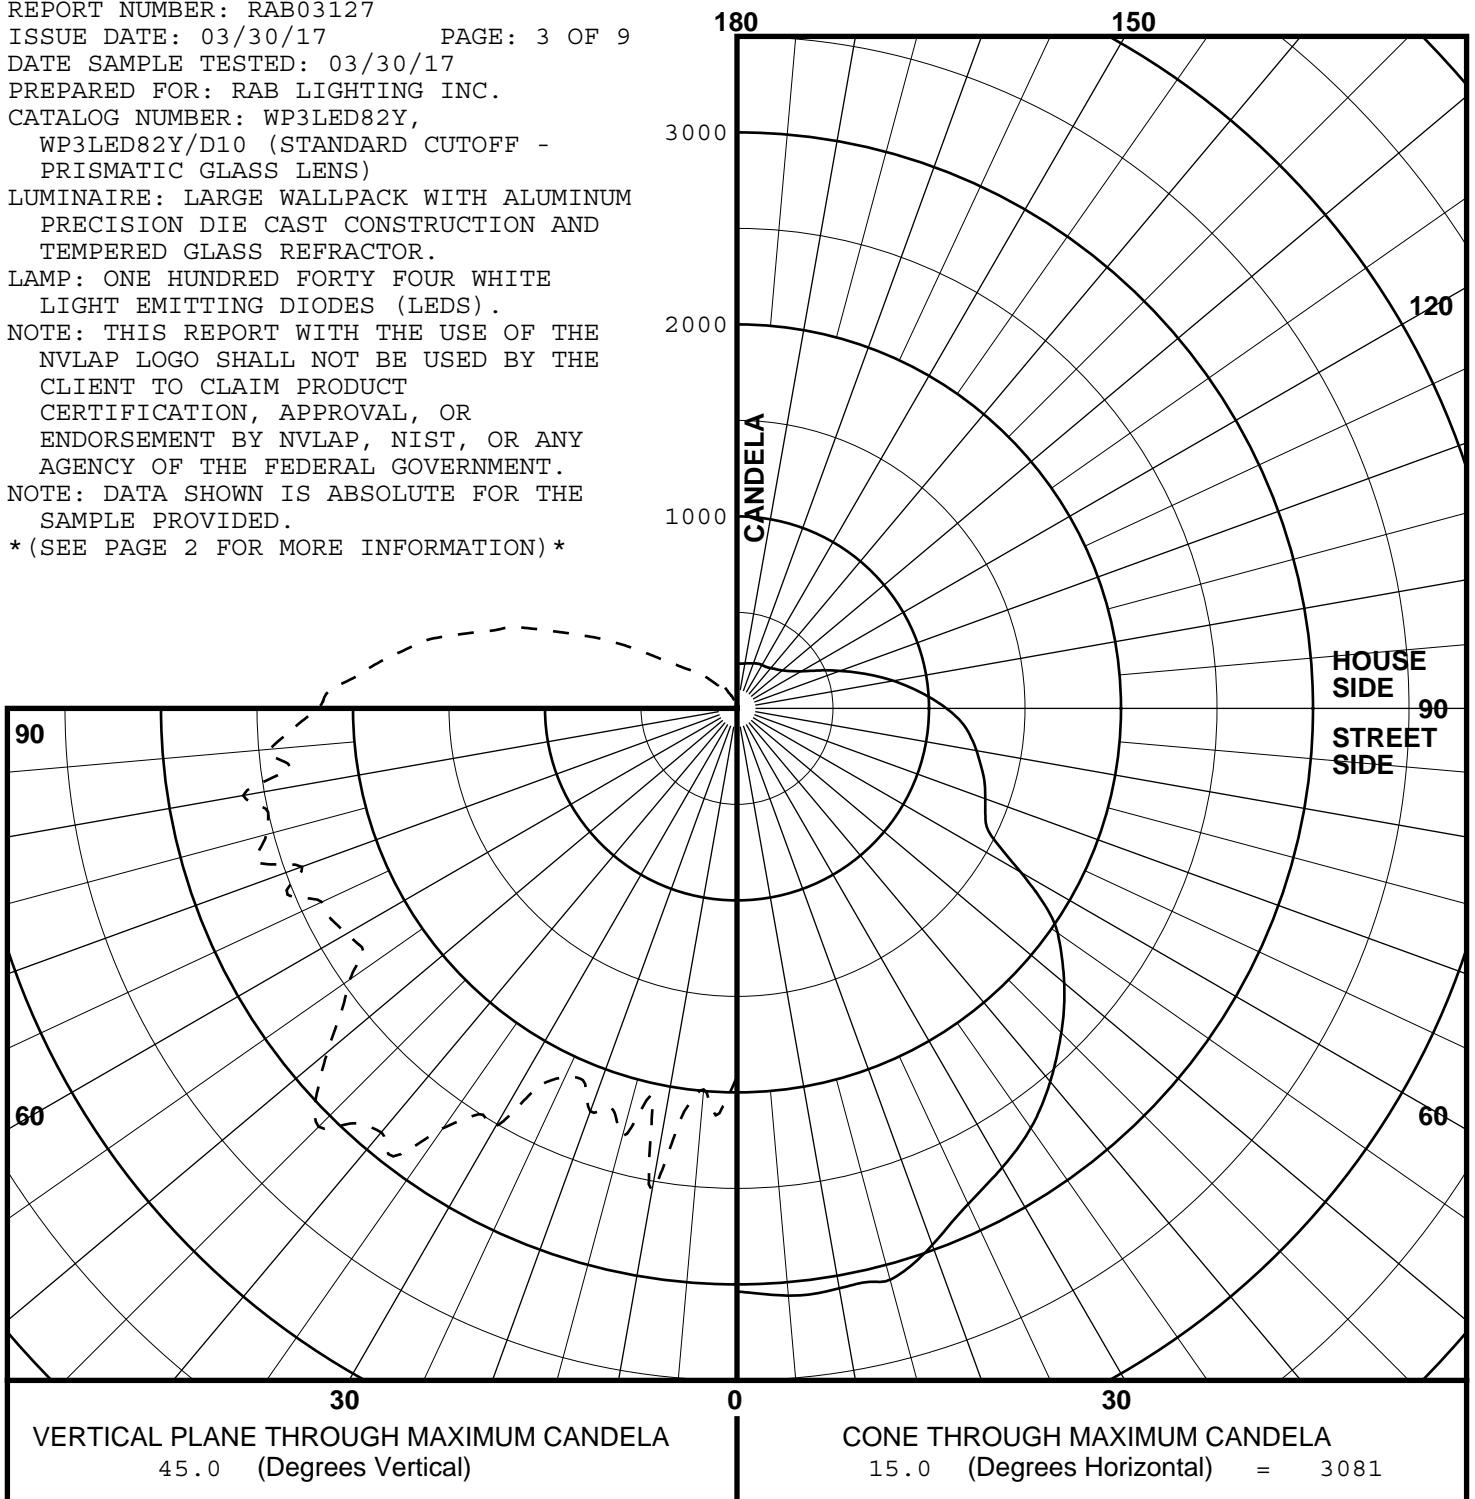 REPORT NUMBER: RAB03127
ISSUE DATE: 03/30/17 PAGE: 3 OF 9
DATE SAMPLE TESTED: 03/30/17
PREPARED FOR: RAB LIGHTING INC.
CATALOG NUMBER: WP3LED82Y,
WP3LED82Y/D10 (STANDARD CUTOFF -
PRISMATIC GLASS LENS)
LUMINAIRE: LARGE WALLPACK WITH ALUMINUM
PRECISION DIE CAST CONSTRUCTION AND
TEMPERED GLASS REFRACTOR.
LAMP: ONE HUNDRED FORTY FOUR WHITE
LIGHT EMITTING DIODES (LEDS).
NOTE: THIS REPORT WITH THE USE OF THE
NVLAP LOGO SHALL NOT BE USED BY THE
CLIENT TO CLAIM PRODUCT
CERTIFICATION, APPROVAL, OR
ENDORSEMENT BY NVLAP, NIST, OR ANY
AGENCY OF THE FEDERAL GOVERNMENT.
NOTE: DATA SHOWN IS ABSOLUTE FOR THE
SAMPLE PROVIDED.
*(SEE PAGE 2 FOR MORE INFORMATION)*
180
150
3000
120
2000
CANDELA
1000
HOUSE
SIDE
90
90
STREET
SIDE
60
60
30
0
30
VERTICAL PLANE THROUGH MAXIMUM CANDELA
45.0 (Degrees Vertical)
CONE THROUGH MAXIMUM CANDELA
15.0 (Degrees Horizontal) = 3081